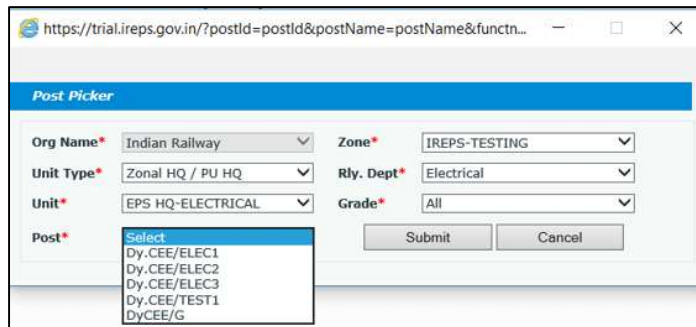 https://trial.ireps.gov.in/?postId=postId&postName=postName&functn...
Post Picker
Org Name* Indian Railway Zone* IREPS-TESTING
Unit Type* Zonal HQ / PU HQ Rly. Dept* Electrical
Unit* EPS HQ-ELECTRICAL Grade* All
Post* Select Submit Cancel
Dy.CEE/ELEC1
Dy.CEE/ELEC2
Dy.CEE/ELEC3
Dy.CEE/TEST1
DyCEE/G